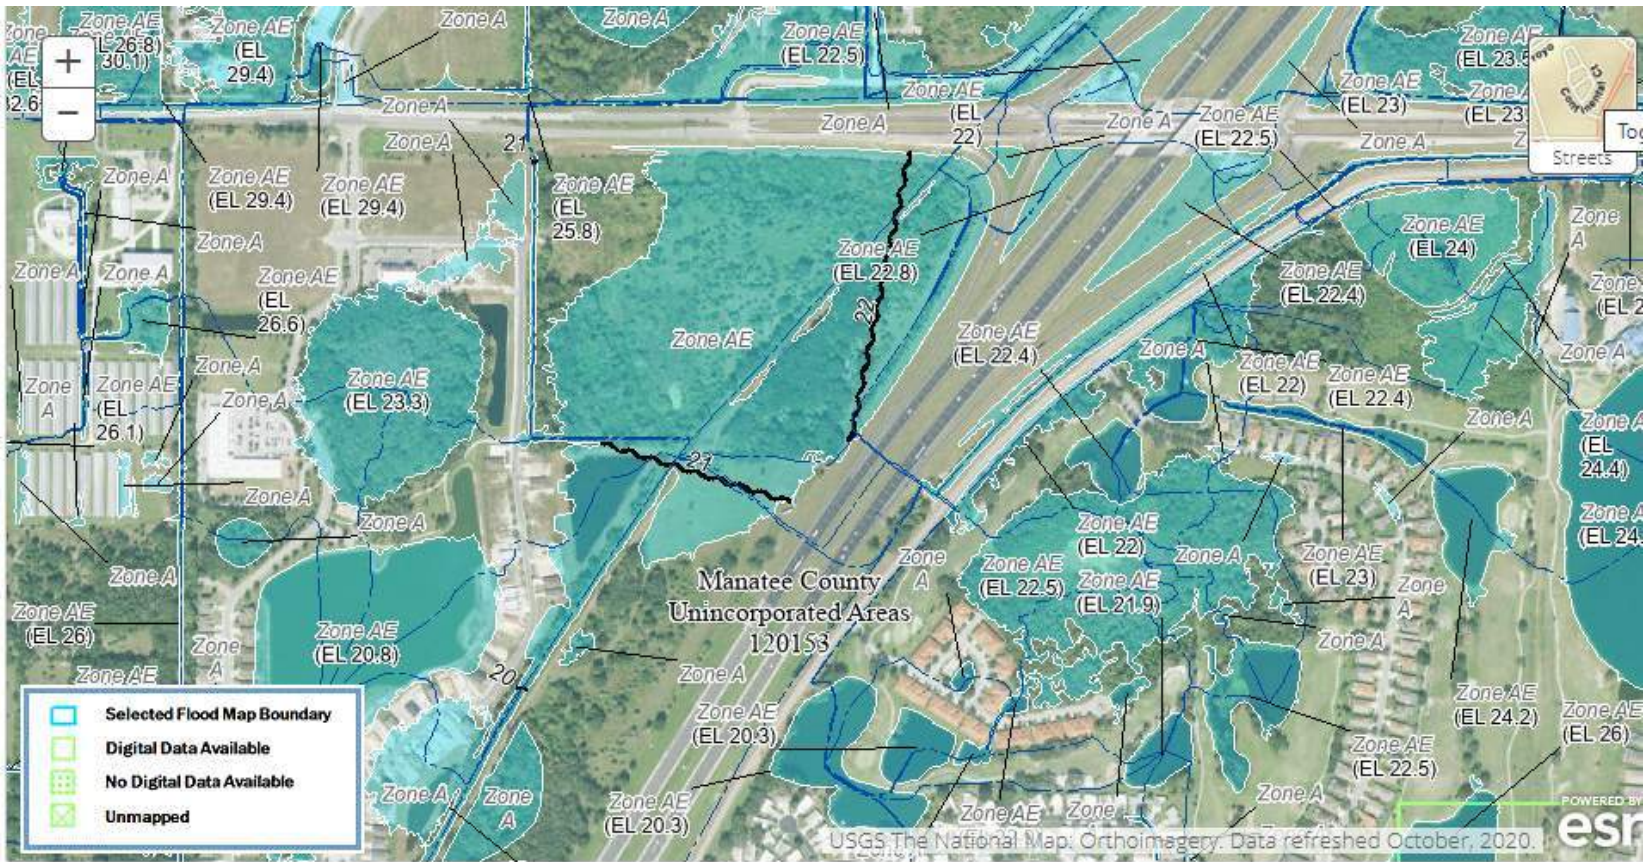 Zone AE
(EL
29.4)
Zone A
Zone A
Zone AE
(EL 22.5)
Zone AE
(EL 23.5
Zone AE
L 26.8)
30.1)
+
−
Zone A
Zone A
Zone AE
(EL
22)
Zone A
Zone A
Zone AE
(EL 22.5)
Zone AE
(EL 23)
Zone A
Zone AE
(EL 23
Streets
21
Zone A
Zone AE
(EL 29.4)
Zone AE
(EL 29.4)
Zone AE
(EL
25.8)
Zone A
Zone A
Zone A
Zone AE
(EL
26.6)
Zone AE
(EL 22.8)
22
Zone AE
(EL 22.4)
Zone AE
(EL 24)
Zone
A
Zone AE
Zone AE
(EL 22.4)
Zone A
Zone AE
(EL 22)
Zone AE
(EL 22.4)
Zone A
Zone A
Zone A
Zone
A
Zone AE
(EL
26.1)
Zone A
Zone AE
(EL 23.3)
Zone A
Zone A
(EL
24.4)
21
Zone A
Zone A
Zone A
Zone AE
(EL 22)
Zone A
Zone AE
(EL 22.5)
Zone AE
(EL 21.9)
Zone A
Zone AE
(EL 23)
Zone
A
Zone
A
Manatee County
Unincorporated Areas
120153
Zone AE
(EL 26)
Zone
A
Zone AE
(EL 20.8)
Zone A
Zone A
Zone AE
20
Zone AE
(EL 20.3)
Zone AE
(EL 24.2)
Zone AE
(EL 26)
Zone AE
(EL 22.5)
Selected Flood Map Boundary
Digital Data Available
No Digital Data Available
Unmapped
Zone A
Zone
A
Zone AE
(EL 20.3)
Zone AE
Zone
Zone A
POWERED BY
esri
USGS The National Map: Orthoimagery. Data refreshed October, 2020.